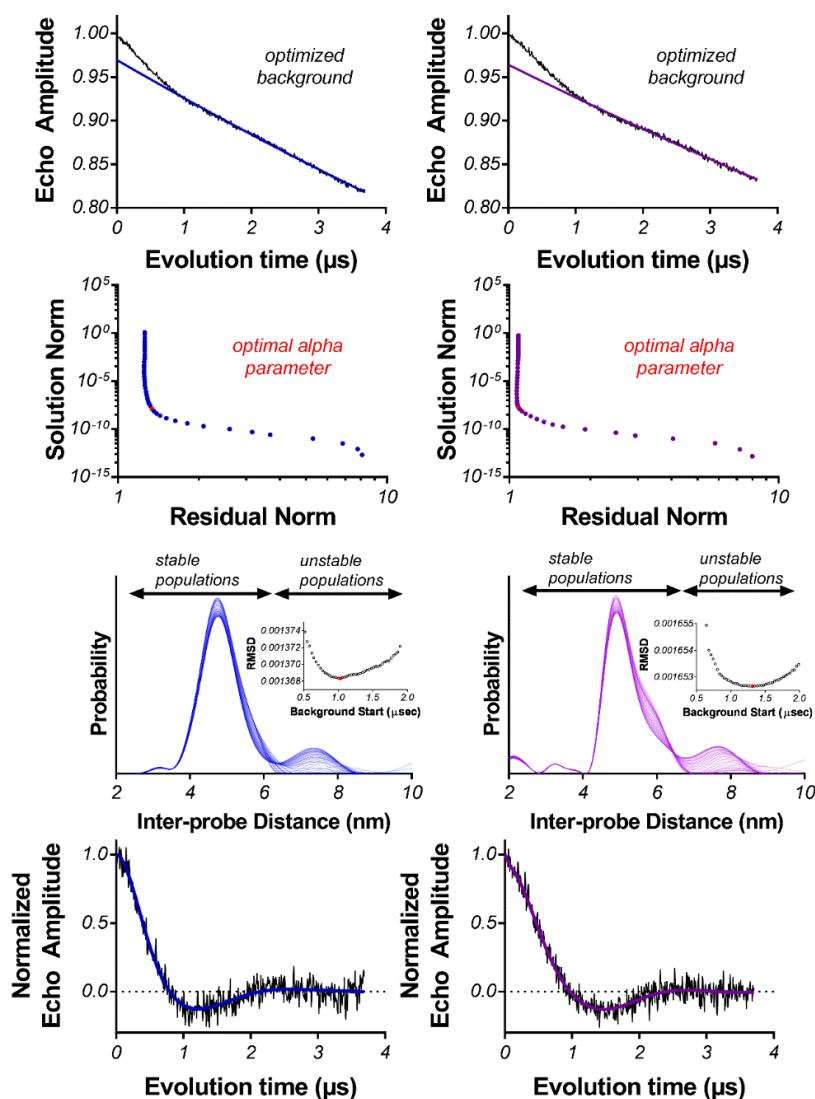 1.00
0.95
0.90
0.85
0.80
Echo Amplitude
optimized
background
0 1 2 3 4
Evolution time (µs)
1.00
0.95
0.90
0.85
0.80
Echo Amplitude
optimized
background
0 1 2 3 4
Evolution time (µs)
10⁵
10⁰
10⁻⁵
10⁻¹⁰
10⁻¹⁵
Solution Norm
optimal alpha
parameter
1 10
Residual Norm
10⁵
10⁰
10⁻⁵
10⁻¹⁰
10⁻¹⁵
Solution Norm
optimal alpha
parameter
1 10
Residual Norm
stable
populations
unstable
populations
Probability
0.001374
0.001372
0.001370
0.001368
RMSD
0.5 1.0 1.5 2.0
Background Start (µsec)
2 4 6 8 10
Inter-probe Distance (nm)
stable
populations
unstable
populations
Probability
0.001655
0.001654
0.001653
RMSD
0.5 1.0 1.5 2.0
Background Start (µsec)
2 4 6 8 10
Inter-probe Distance (nm)
1.0
0.5
0.0
Normalized
Echo Amplitude
0 1 2 3 4
Evolution time (µs)
1.0
0.5
0.0
Normalized
Echo Amplitude
0 1 2 3 4
Evolution time (µs)